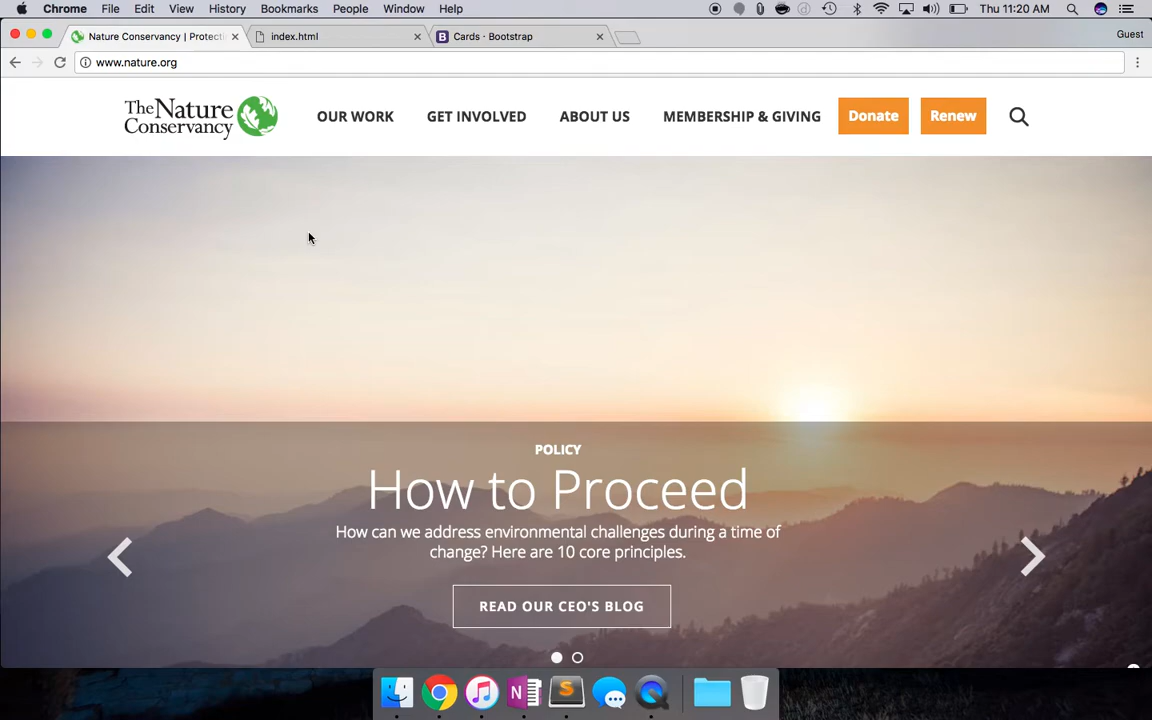 Chrome File Edit View History Bookmarks People Window Help Thu 11:20 AM
Nature Conservancy | Protecti index.html Cards · Bootstrap Guest
www.nature.org
The Nature
Conservancy
OUR WORK GET INVOLVED ABOUT US MEMBERSHIP & GIVING Donate Renew
POLICY
How to Proceed
How can we address environmental challenges during a time of
change? Here are 10 core principles.
READ OUR CEO'S BLOG